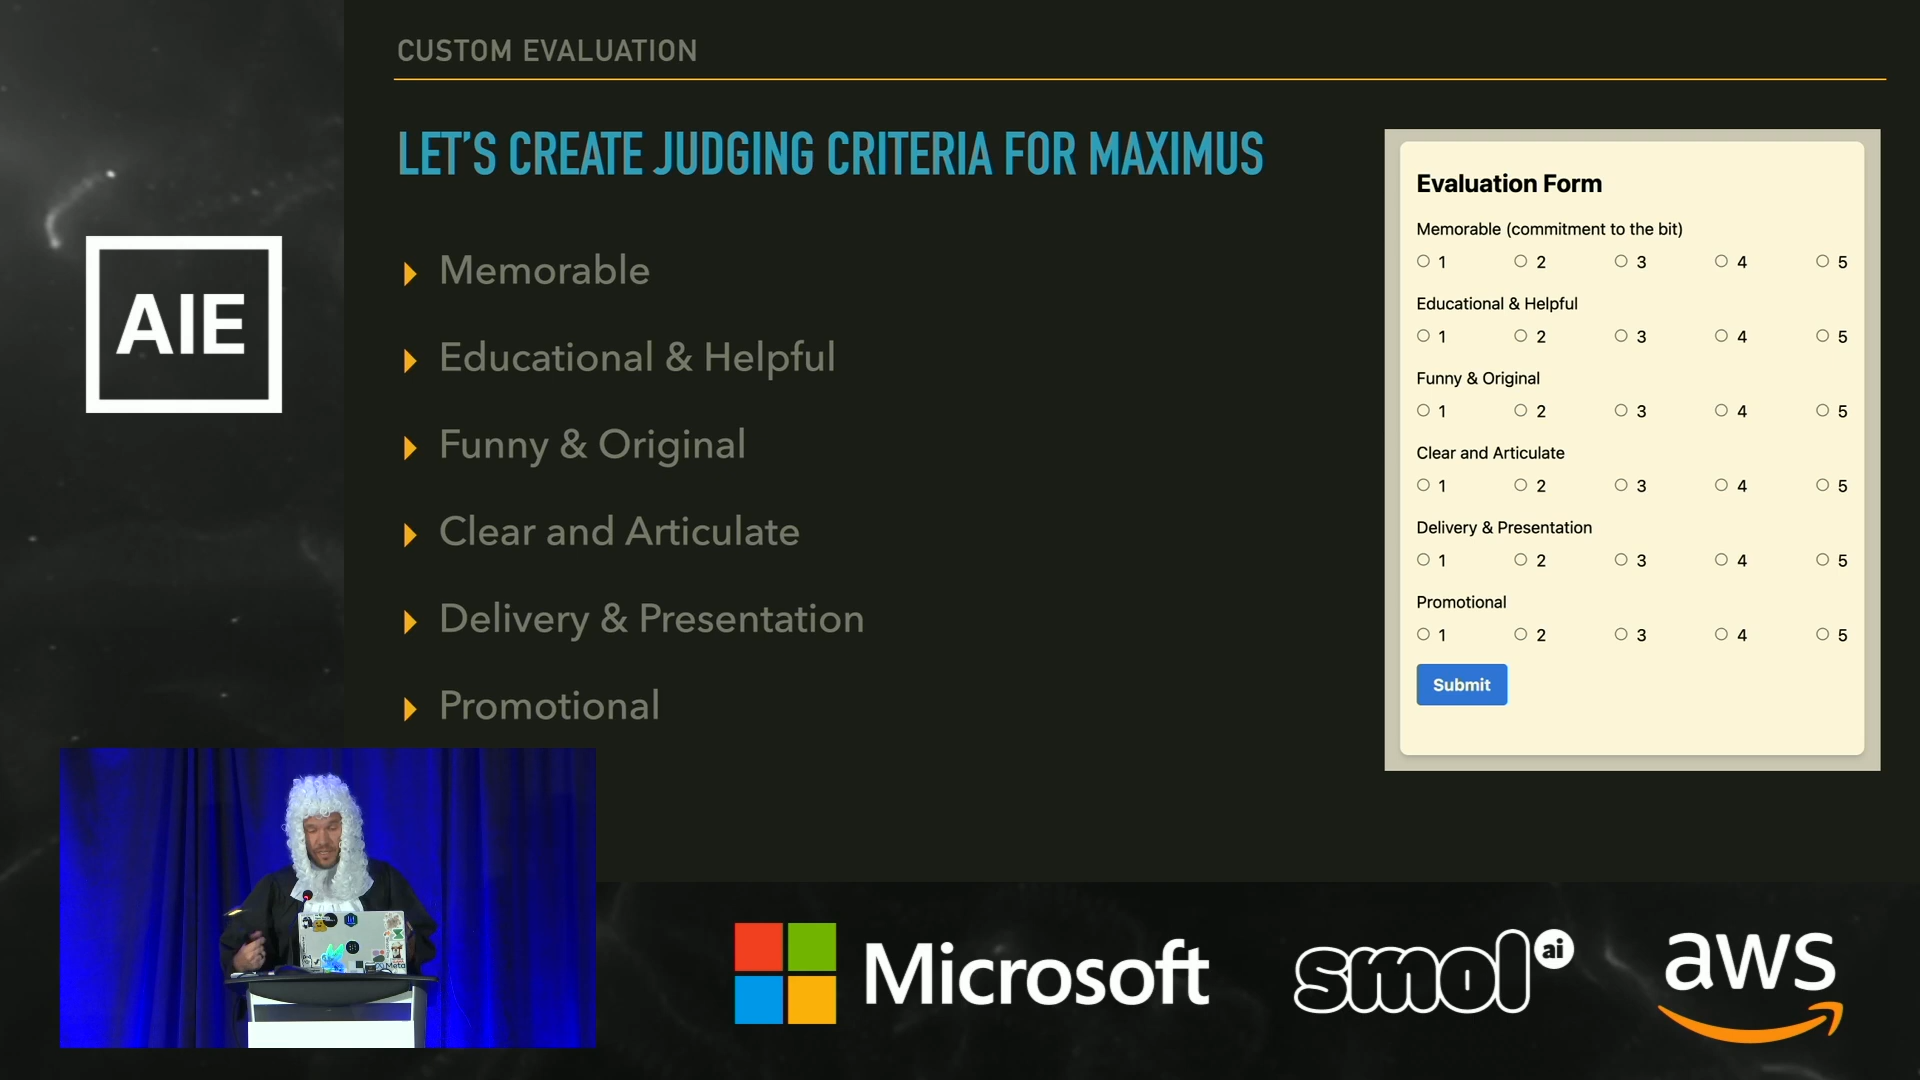 CUSTOM EVALUATION
LET'S CREATE JUDGING CRITERIA FOR MAXIMUS
Memorable
Educational & Helpful
Funny & Original
Clear and Articulate
Delivery & Presentation
Promotional
Evaluation Form
Memorable (commitment to the bit)
1 2 3 4 5
Educational & Helpful
1 2 3 4 5
Funny & Original
1 2 3 4 5
Clear and Articulate
1 2 3 4 5
Delivery & Presentation
1 2 3 4 5
Promotional
1 2 3 4 5
Submit
AIE
Meta
Microsoft
smol ai
aws